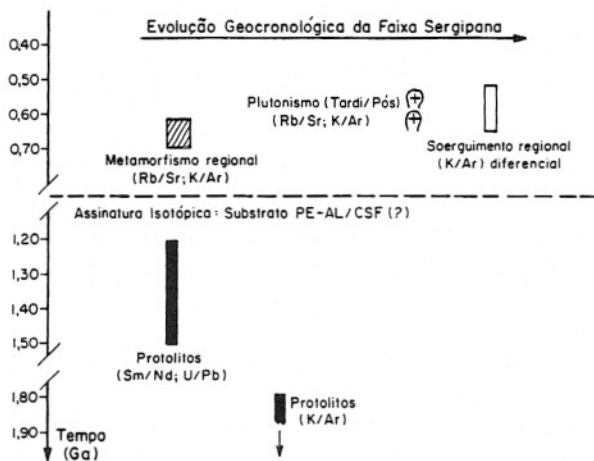 Evolução Geocronológica da Faixa Sergipana
0,40
0,50
0,60
0,70
Plutonismo (Tardi/Pós)
(Rb/Sr; K/Ar)
Soerguimento regional
(K/Ar) diferencial
Metamorfismo regional
(Rb/Sr; K/Ar)
Assinatura Isotópica: Substrato PE-AL/CSF (?)
1,20
1,30
1,40
1,50
Protolitos
(Sm/Nd; U/Pb)
1,80
1,90
Protolitos
(K/Ar)
Tempo
(Ga)